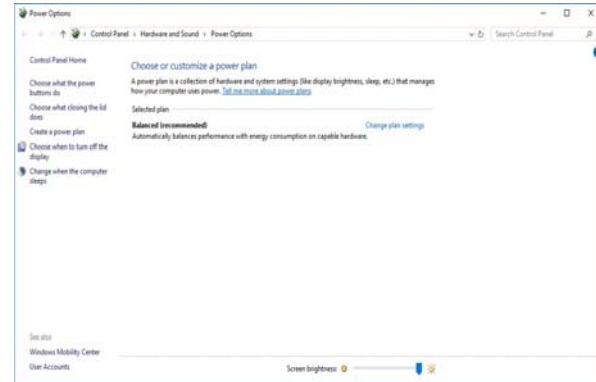 Power Options
Control Panel › Hardware and Sound › Power Options
Search Control Panel
Control Panel Home
Choose what the power
buttons do
Choose what closing the lid
does
Create a power plan
Choose when to turn off the
display
Change when the computer
sleeps
Choose or customize a power plan
A power plan is a collection of hardware and system settings (like display brightness, sleep, etc.) that manages
how your computer uses power. Tell me more about power plans
Selected plan
Balanced (recommended) Change plan settings
Automatically balances performance with energy consumption on capable hardware.
See also
Windows Mobility Center
User Accounts
Screen brightness: